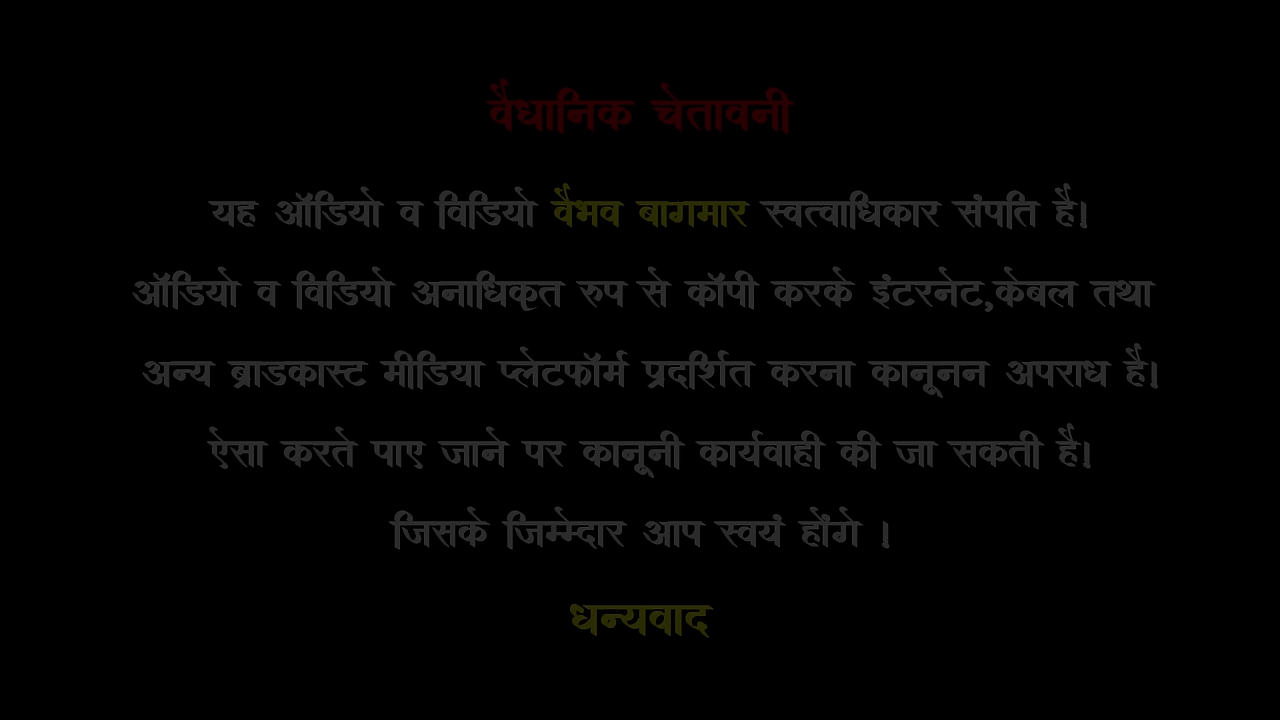 वैधानिक चेतावनी
यह ऑडियो व विडियो वैभव बागमार स्वत्वाधिकार संपति है।
ऑडियो व विडियो अनाधिकृत रुप से कॉपी करके इंटरनेट,केबल तथा
अन्य ब्राडकास्ट मीडिया प्लेटफॉर्म प्रदर्शित करना कानूनन अपराध है।
ऐसा करते पाए जाने पर कानूनी कार्यवाही की जा सकती है।
जिसके जिम्मेदार आप स्वयं होंगे ।
धन्यवाद